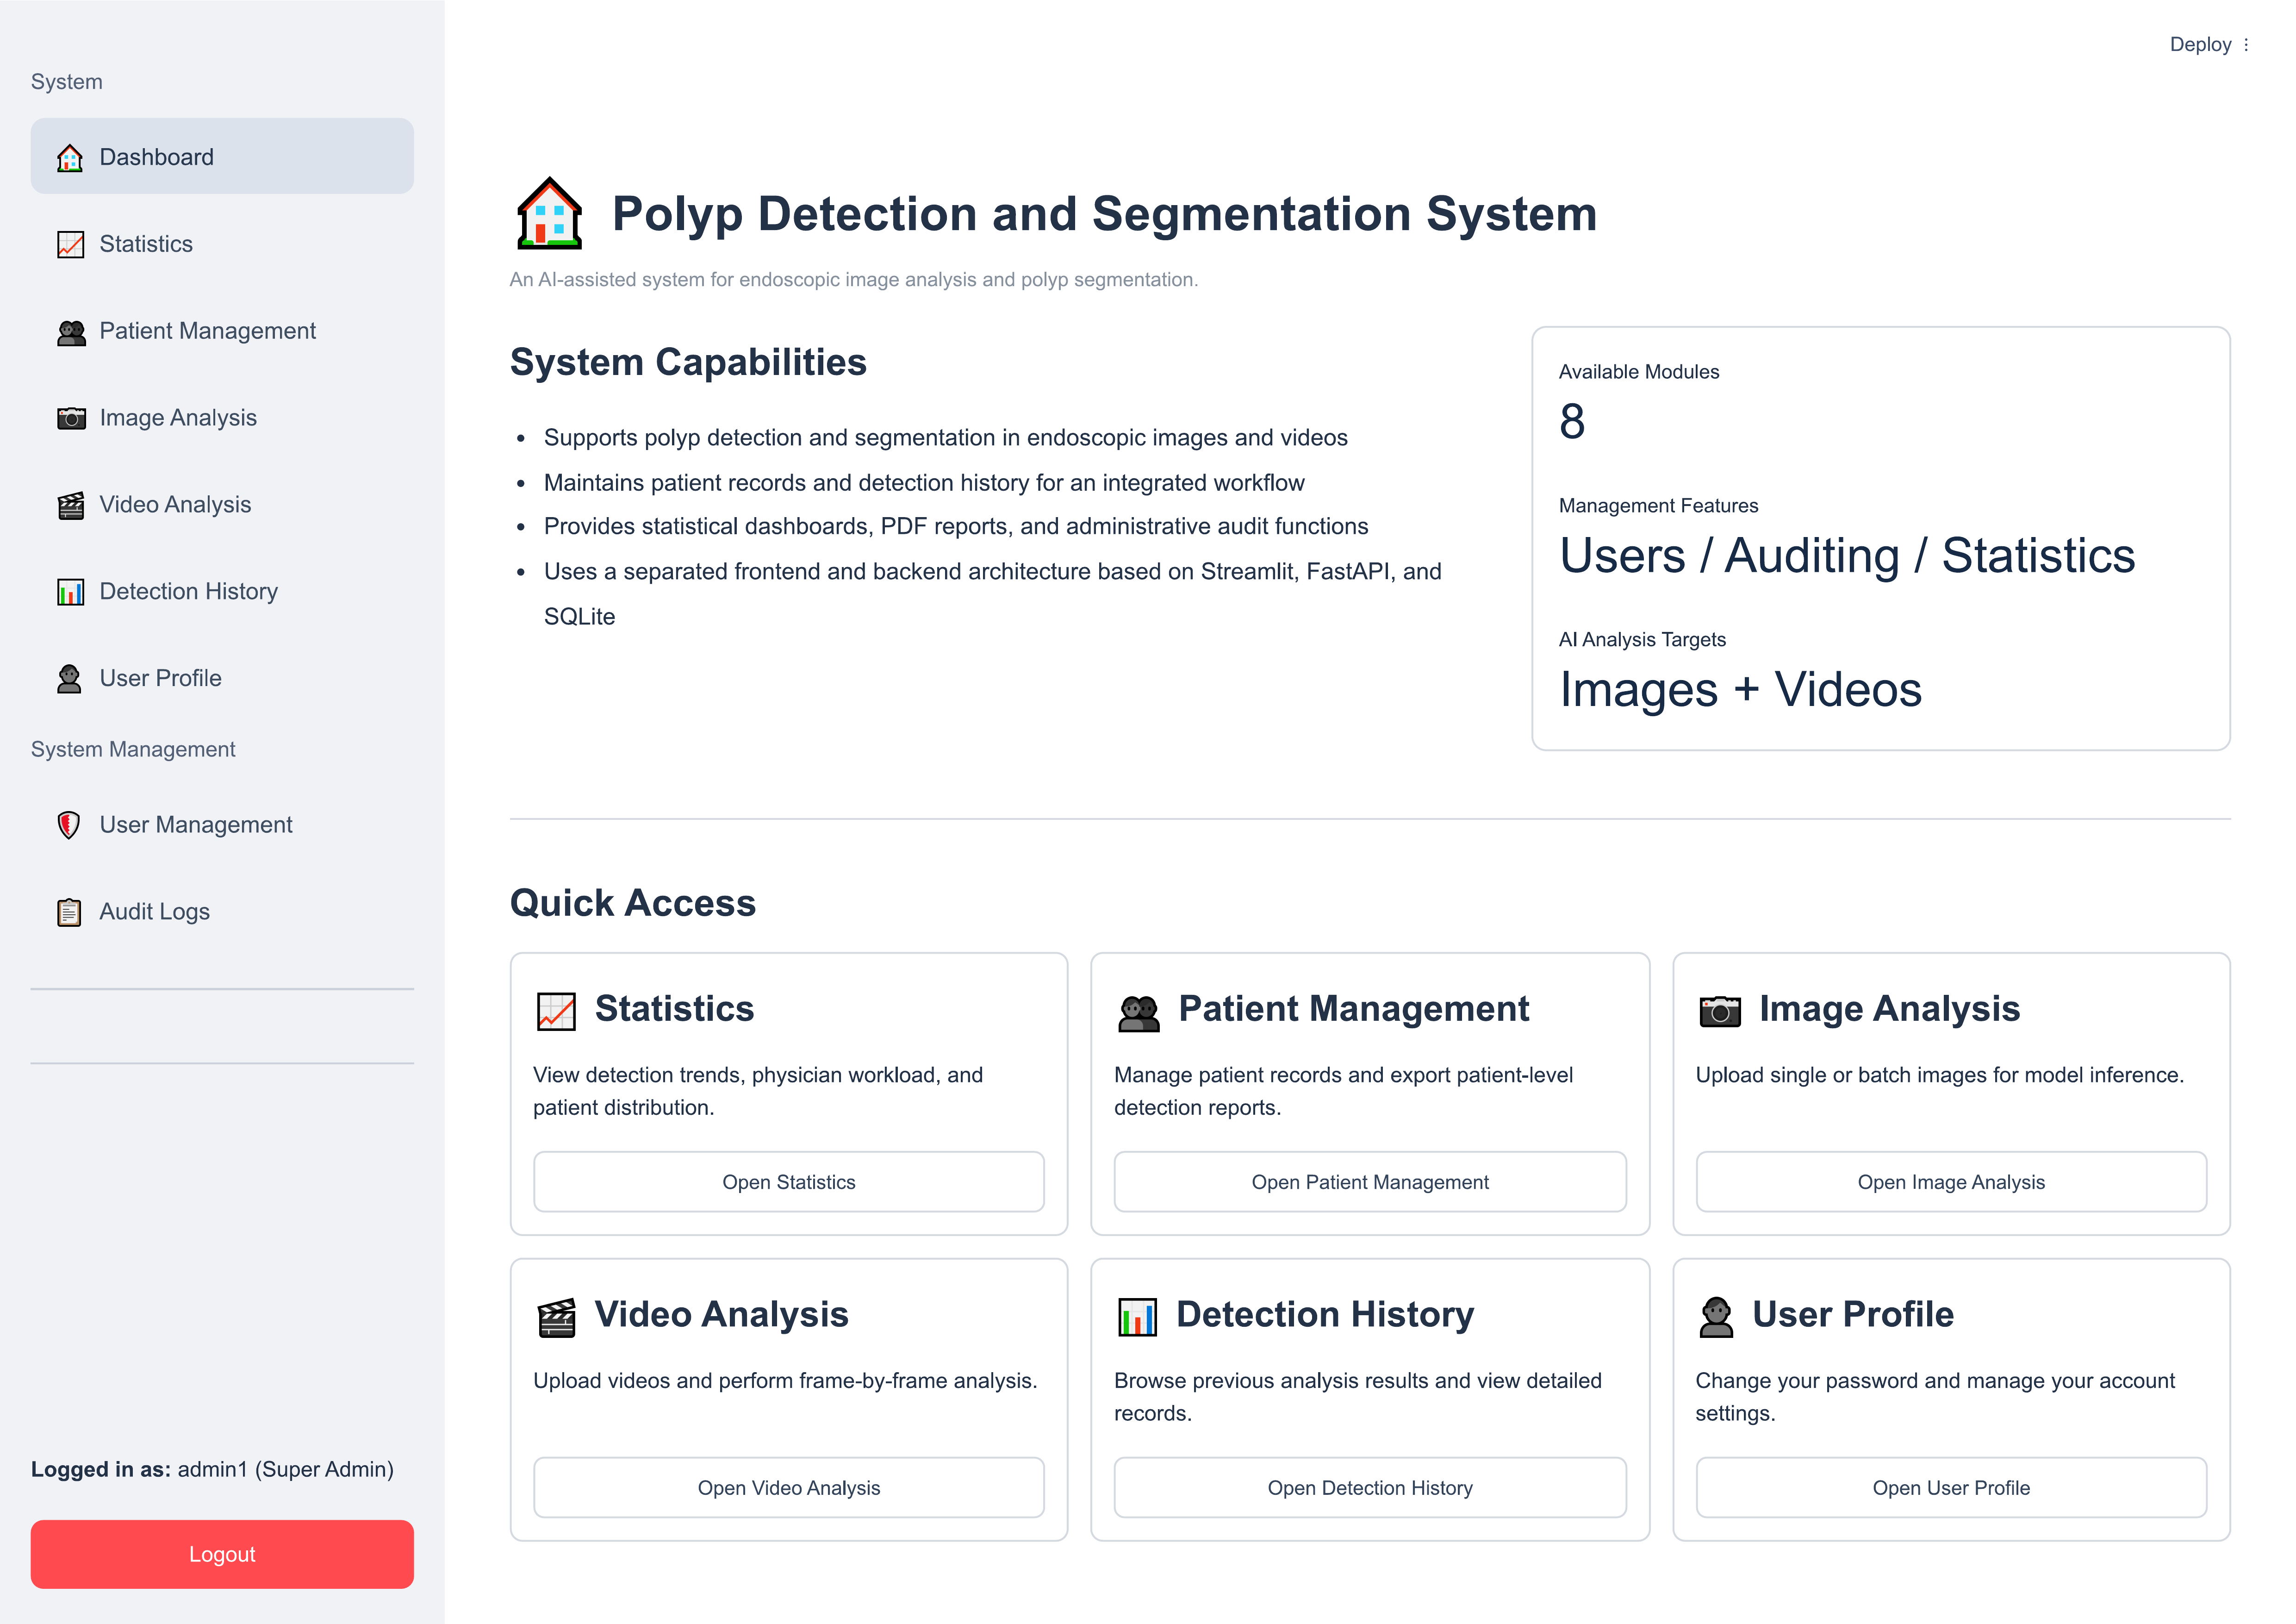 Deploy
System
Dashboard
Statistics
Patient Management
Image Analysis
Video Analysis
Detection History
User Profile
System Management
User Management
Audit Logs
Logged in as: admin1 (Super Admin)
Logout
Polyp Detection and Segmentation System
An AI-assisted system for endoscopic image analysis and polyp segmentation.
System Capabilities
• Supports polyp detection and segmentation in endoscopic images and videos
• Maintains patient records and detection history for an integrated workflow
• Provides statistical dashboards, PDF reports, and administrative audit functions
• Uses a separated frontend and backend architecture based on Streamlit, FastAPI, and
SQLite
Available Modules
8
Management Features
Users / Auditing / Statistics
AI Analysis Targets
Images + Videos
Quick Access
Statistics
View detection trends, physician workload, and
patient distribution.
Open Statistics
Patient Management
Manage patient records and export patient-level
detection reports.
Open Patient Management
Image Analysis
Upload single or batch images for model inference.
Open Image Analysis
Video Analysis
Upload videos and perform frame-by-frame analysis.
Open Video Analysis
Detection History
Browse previous analysis results and view detailed
records.
Open Detection History
User Profile
Change your password and manage your account
settings.
Open User Profile